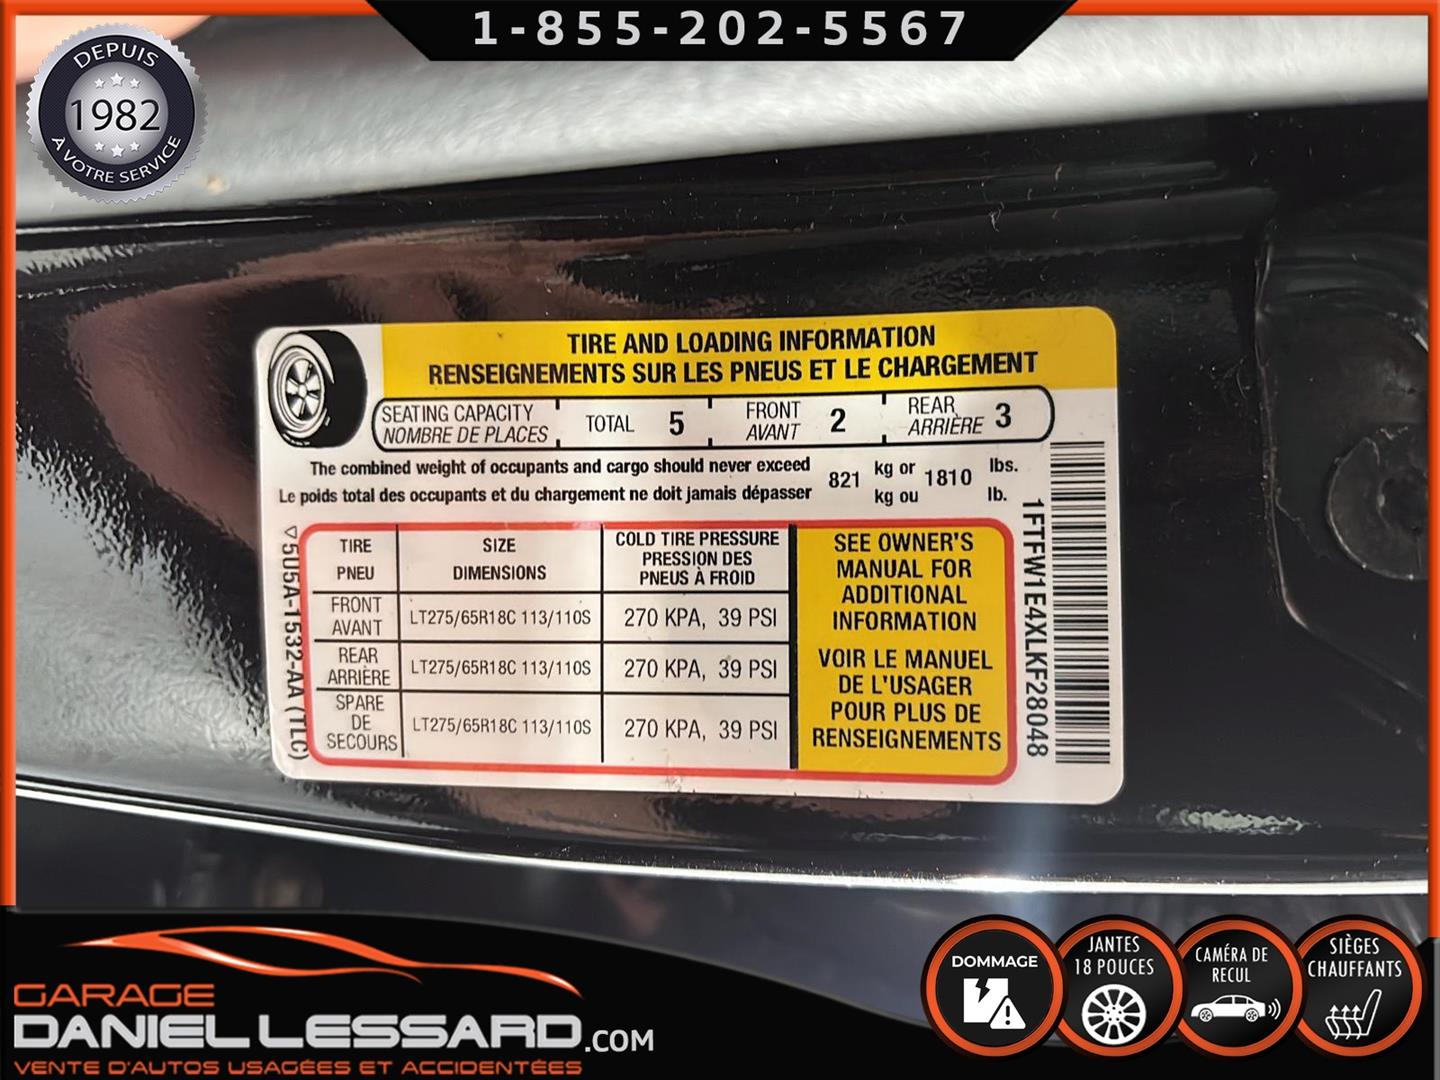 1-855-202-5567
DEPUIS
1982
À VOTRE SERVICE
TIRE AND LOADING INFORMATION
RENSEIGNEMENTS SUR LES PNEUS ET LE CHARGEMENT
SEATING CAPACITY
NOMBRE DE PLACES
TOTAL 5
FRONT
AVANT
2
REAR
ARRIÈRE
3
The combined weight of occupants and cargo should never exceed
Le poids total des occupants et du chargement ne doit jamais dépasser
821
kg or
kg ou
1810
lbs.
lb.
▽5U5A-1532-AA (TLC)
TIRE
PNEU
SIZE
DIMENSIONS
COLD TIRE PRESSURE
PRESSION DES
PNEUS À FROID
FRONT
AVANT
LT275/65R18C 113/110S
270 KPA, 39 PSI
REAR
ARRIÈRE
LT275/65R18C 113/110S
270 KPA, 39 PSI
SPARE
DE
SECOURS
LT275/65R18C 113/110S
270 KPA, 39 PSI
SEE OWNER'S
MANUAL FOR
ADDITIONAL
INFORMATION
VOIR LE MANUEL
DE L'USAGER
POUR PLUS DE
RENSEIGNEMENTS
1FTFW1E4XLKF28048
GARAGE
DANIEL LESSARD.COM
VENTE D'AUTOS USAGÉES ET ACCIDENTÉES
DOMMAGE
JANTES
18 POUCES
CAMÉRA DE
RECUL
SIÈGES
CHAUFFANTS